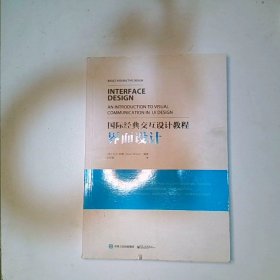 BASICS INTERACTIVE DESIGN
INTERFACE
DESIGN
AN INTRODUCTION TO VISUAL
COMMUNICATION IN UI DESIGN
国际经典交互设计教程
界面设计